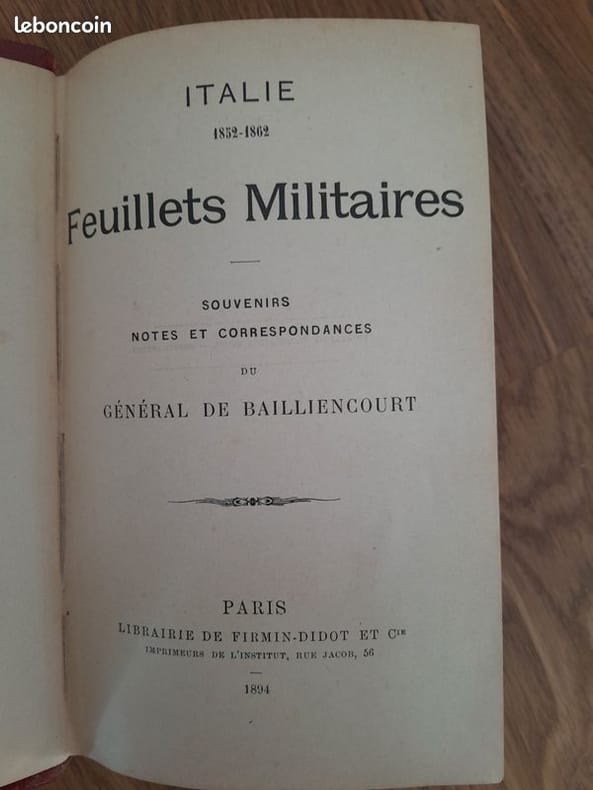 leboncoin
ITALIE
1852-1862
Feuillets Militaires
SOUVENIRS
NOTES ET CORRESPONDANCES
DU
GÉNÉRAL DE BAILLIENCOURT
PARIS
LIBRAIRIE DE FIRMIN-DIDOT ET CIE
IMPRIMEURS DE L'INSTITUT, RUE JACOB, 56
1894